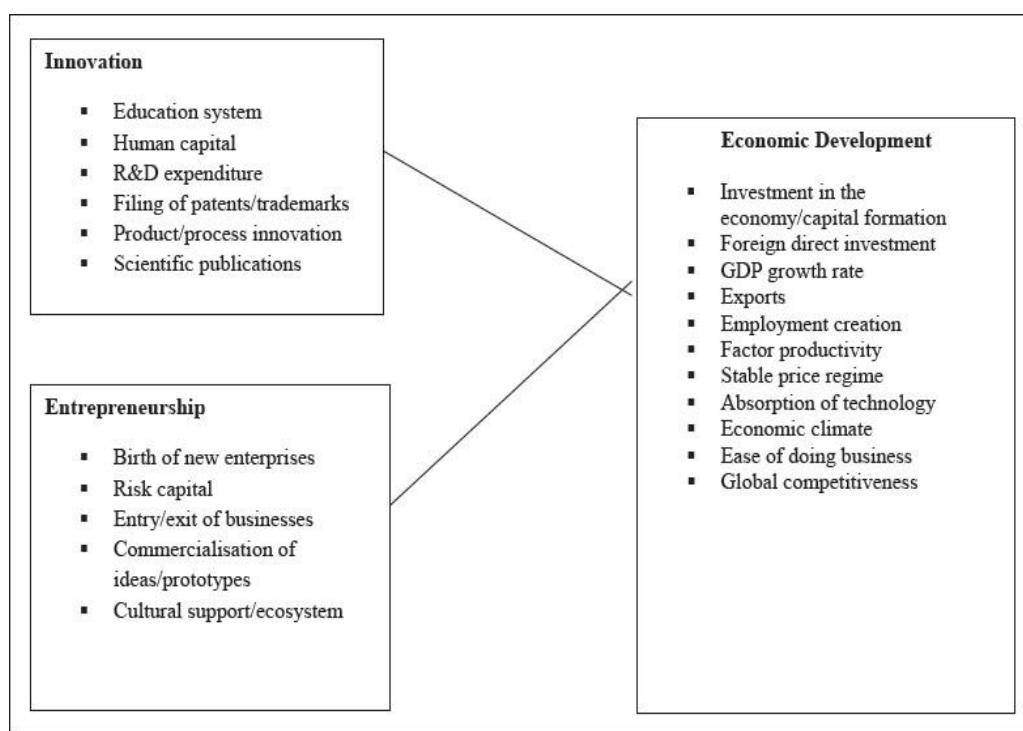 Innovation
▪ Education system
▪ Human capital
▪ R&D expenditure
▪ Filing of patents/trademarks
▪ Product/process innovation
▪ Scientific publications
Entrepreneurship
▪ Birth of new enterprises
▪ Risk capital
▪ Entry/exit of businesses
▪ Commercialisation of
ideas/prototypes
▪ Cultural support/ecosystem
Economic Development
▪ Investment in the
economy/capital formation
▪ Foreign direct investment
▪ GDP growth rate
▪ Exports
▪ Employment creation
▪ Factor productivity
▪ Stable price regime
▪ Absorption of technology
▪ Economic climate
▪ Ease of doing business
▪ Global competitiveness